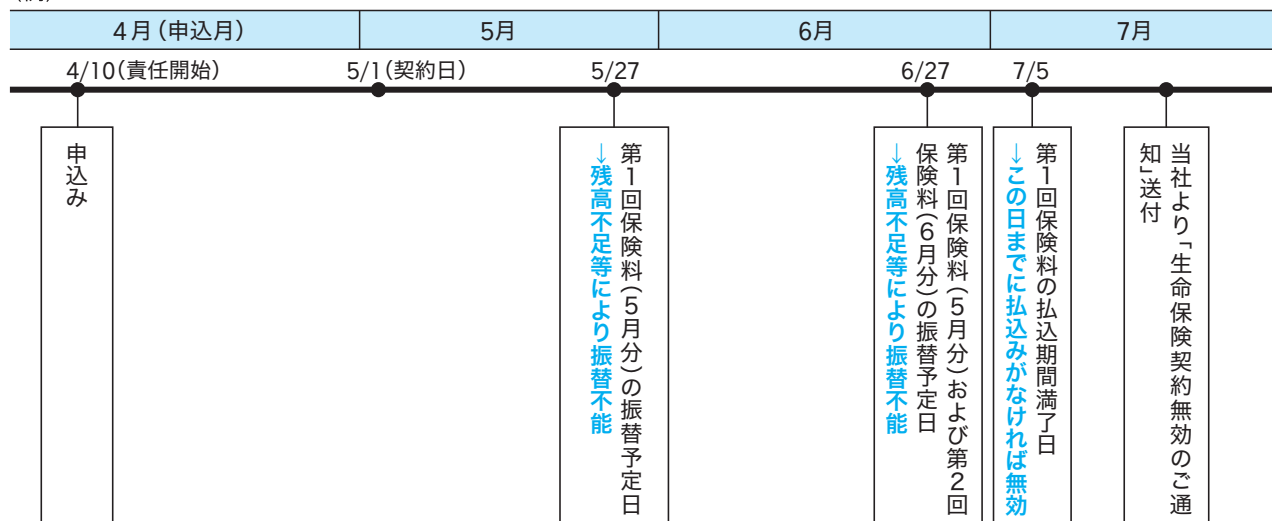 4月（申込月）
5月
6月
7月
4/10（責任開始）
5/1（契約日）
5/27
6/27
7/5
申込み
第1回保険料（5月分）の振替予定日
↓残高不足等により振替不能
第1回保険料（5月分）および第2回
保険料（6月分）の振替予定日
↓残高不足等により振替不能
第1回保険料の払込期間満了日
↓この日までに払込みがなければ無効
当社より「生命保険契約無効のご通
知」送付